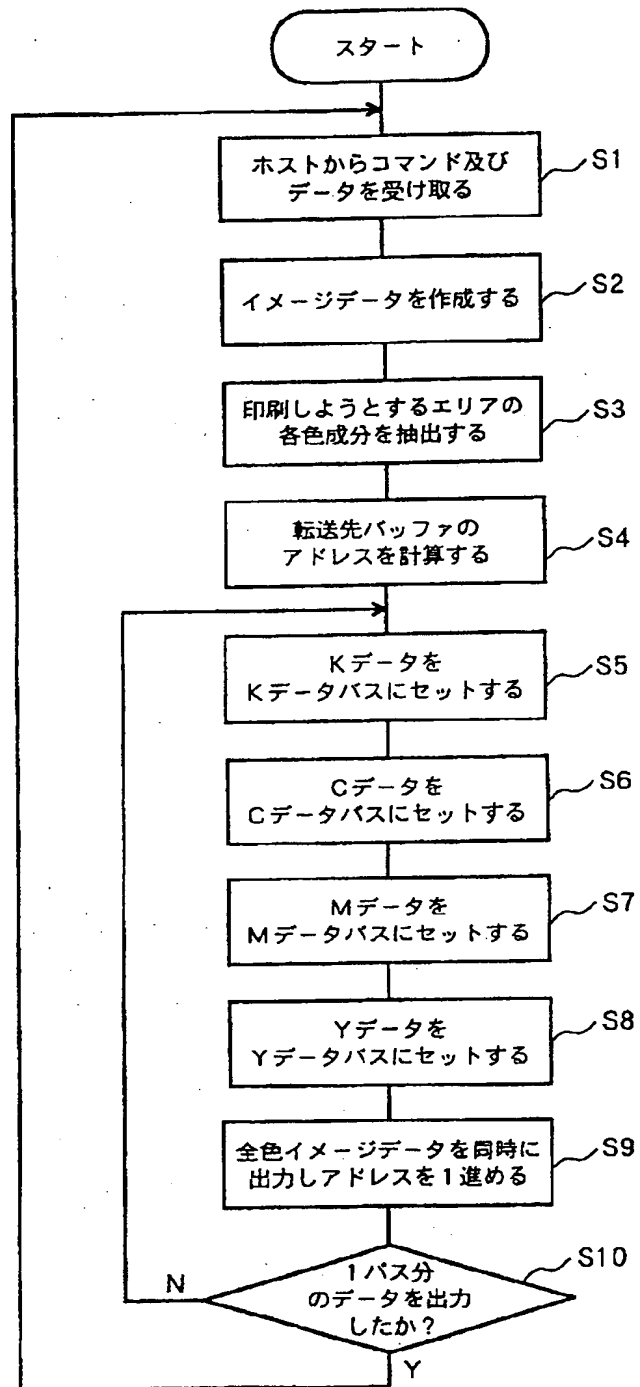 スタート
ホストからコマンド及び
データを受け取る
S1
イメージデータを作成する
S2
印刷しようとするエリアの
各色成分を抽出する
S3
転送先バッファの
アドレスを計算する
S4
Kデータを
Kデータバスにセットする
S5
Cデータを
Cデータバスにセットする
S6
Mデータを
Mデータバスにセットする
S7
Yデータを
Yデータバスにセットする
S8
全色イメージデータを同時に
出力しアドレスを1進める
S9
1パス分
のデータを出力
したか?
S10
N
Y